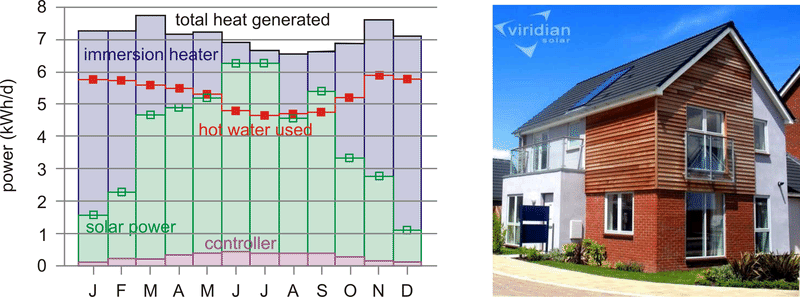 8
7
6
5
4
3
2
1
0
power (kWh/d)
total heat generated
immersion heater
hot water used
solar power
controller
J F M A M J J A S O N D
viridian
solar